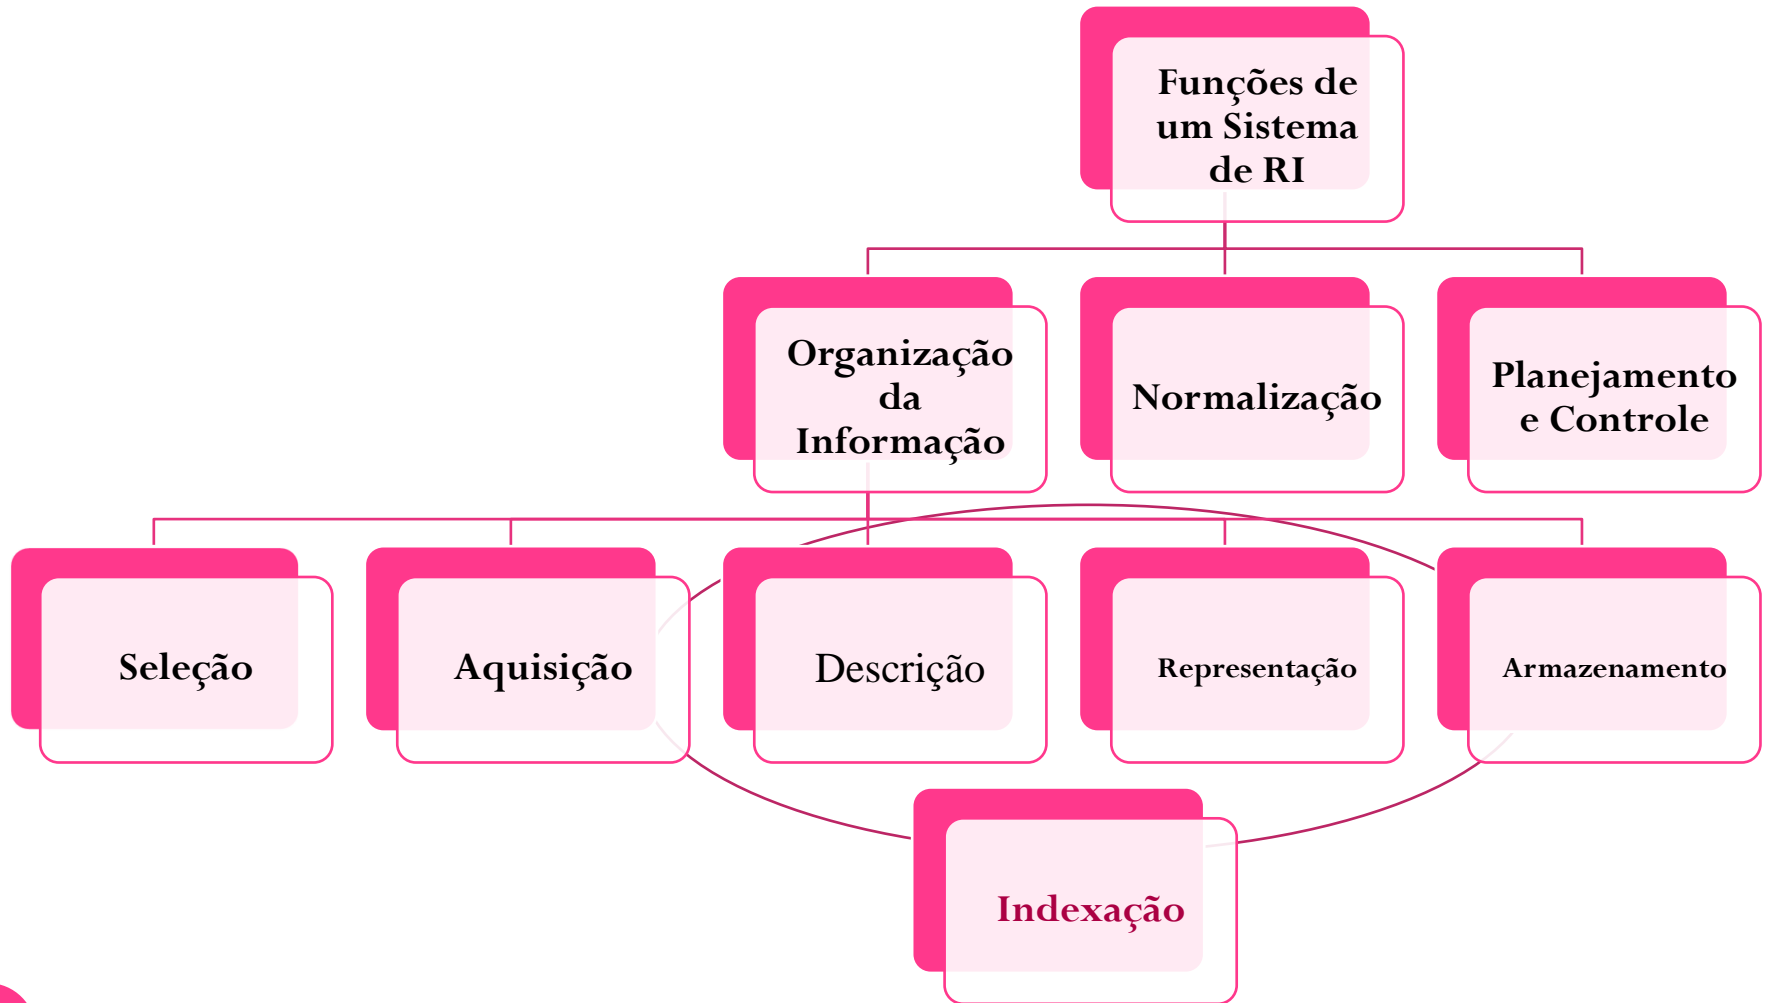 Funções de
um Sistema
de RI
Organização
da
Informação
Normalização
Planejamento
e Controle
Seleção
Aquisição
Descrição
Representação
Armazenamento
Indexação